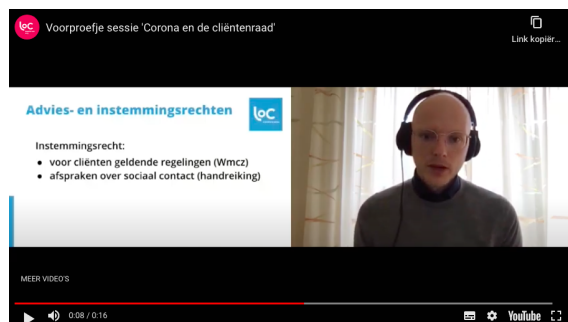 LOC
Voorproefje sessie 'Corona en de cliëntenraad'
Link kopiër...
Advies- en instemmingsrechten
LOC
Instemmingsrecht:
• voor cliënten geldende regelingen (Wmcz)
• afspraken over sociaal contact (handreiking)
MEER VIDEO'S
0:08 / 0:16
YouTube